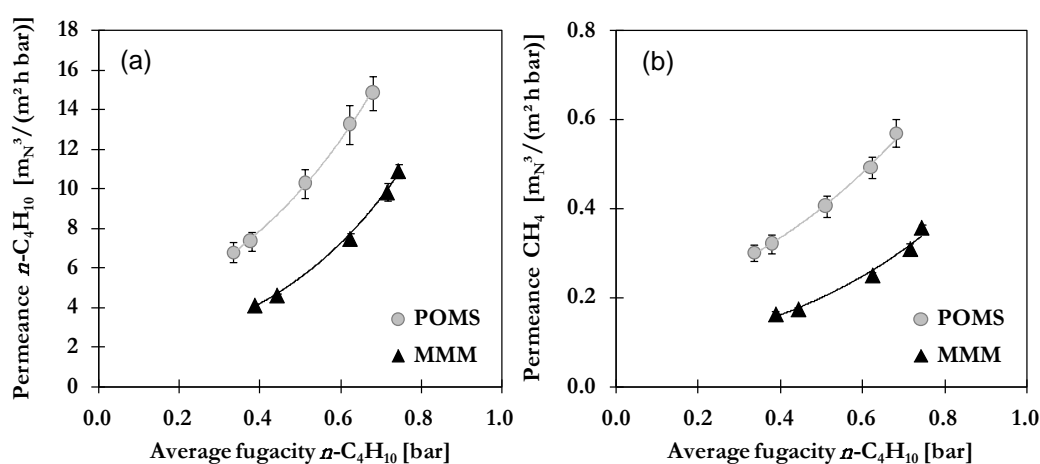 Permeance n-C₄H₁₀ [mN³/(m² h bar)]
18
16
14
12
10
8
6
4
2
0
(a)
POMS
MMM
0.0 0.2 0.4 0.6 0.8 1.0
Average fugacity n-C₄H₁₀ [bar]
Permeance CH₄ [mN³/(m² h bar)]
0.8
0.6
0.4
0.2
0.0
(b)
POMS
MMM
0.0 0.2 0.4 0.6 0.8 1.0
Average fugacity n-C₄H₁₀ [bar]